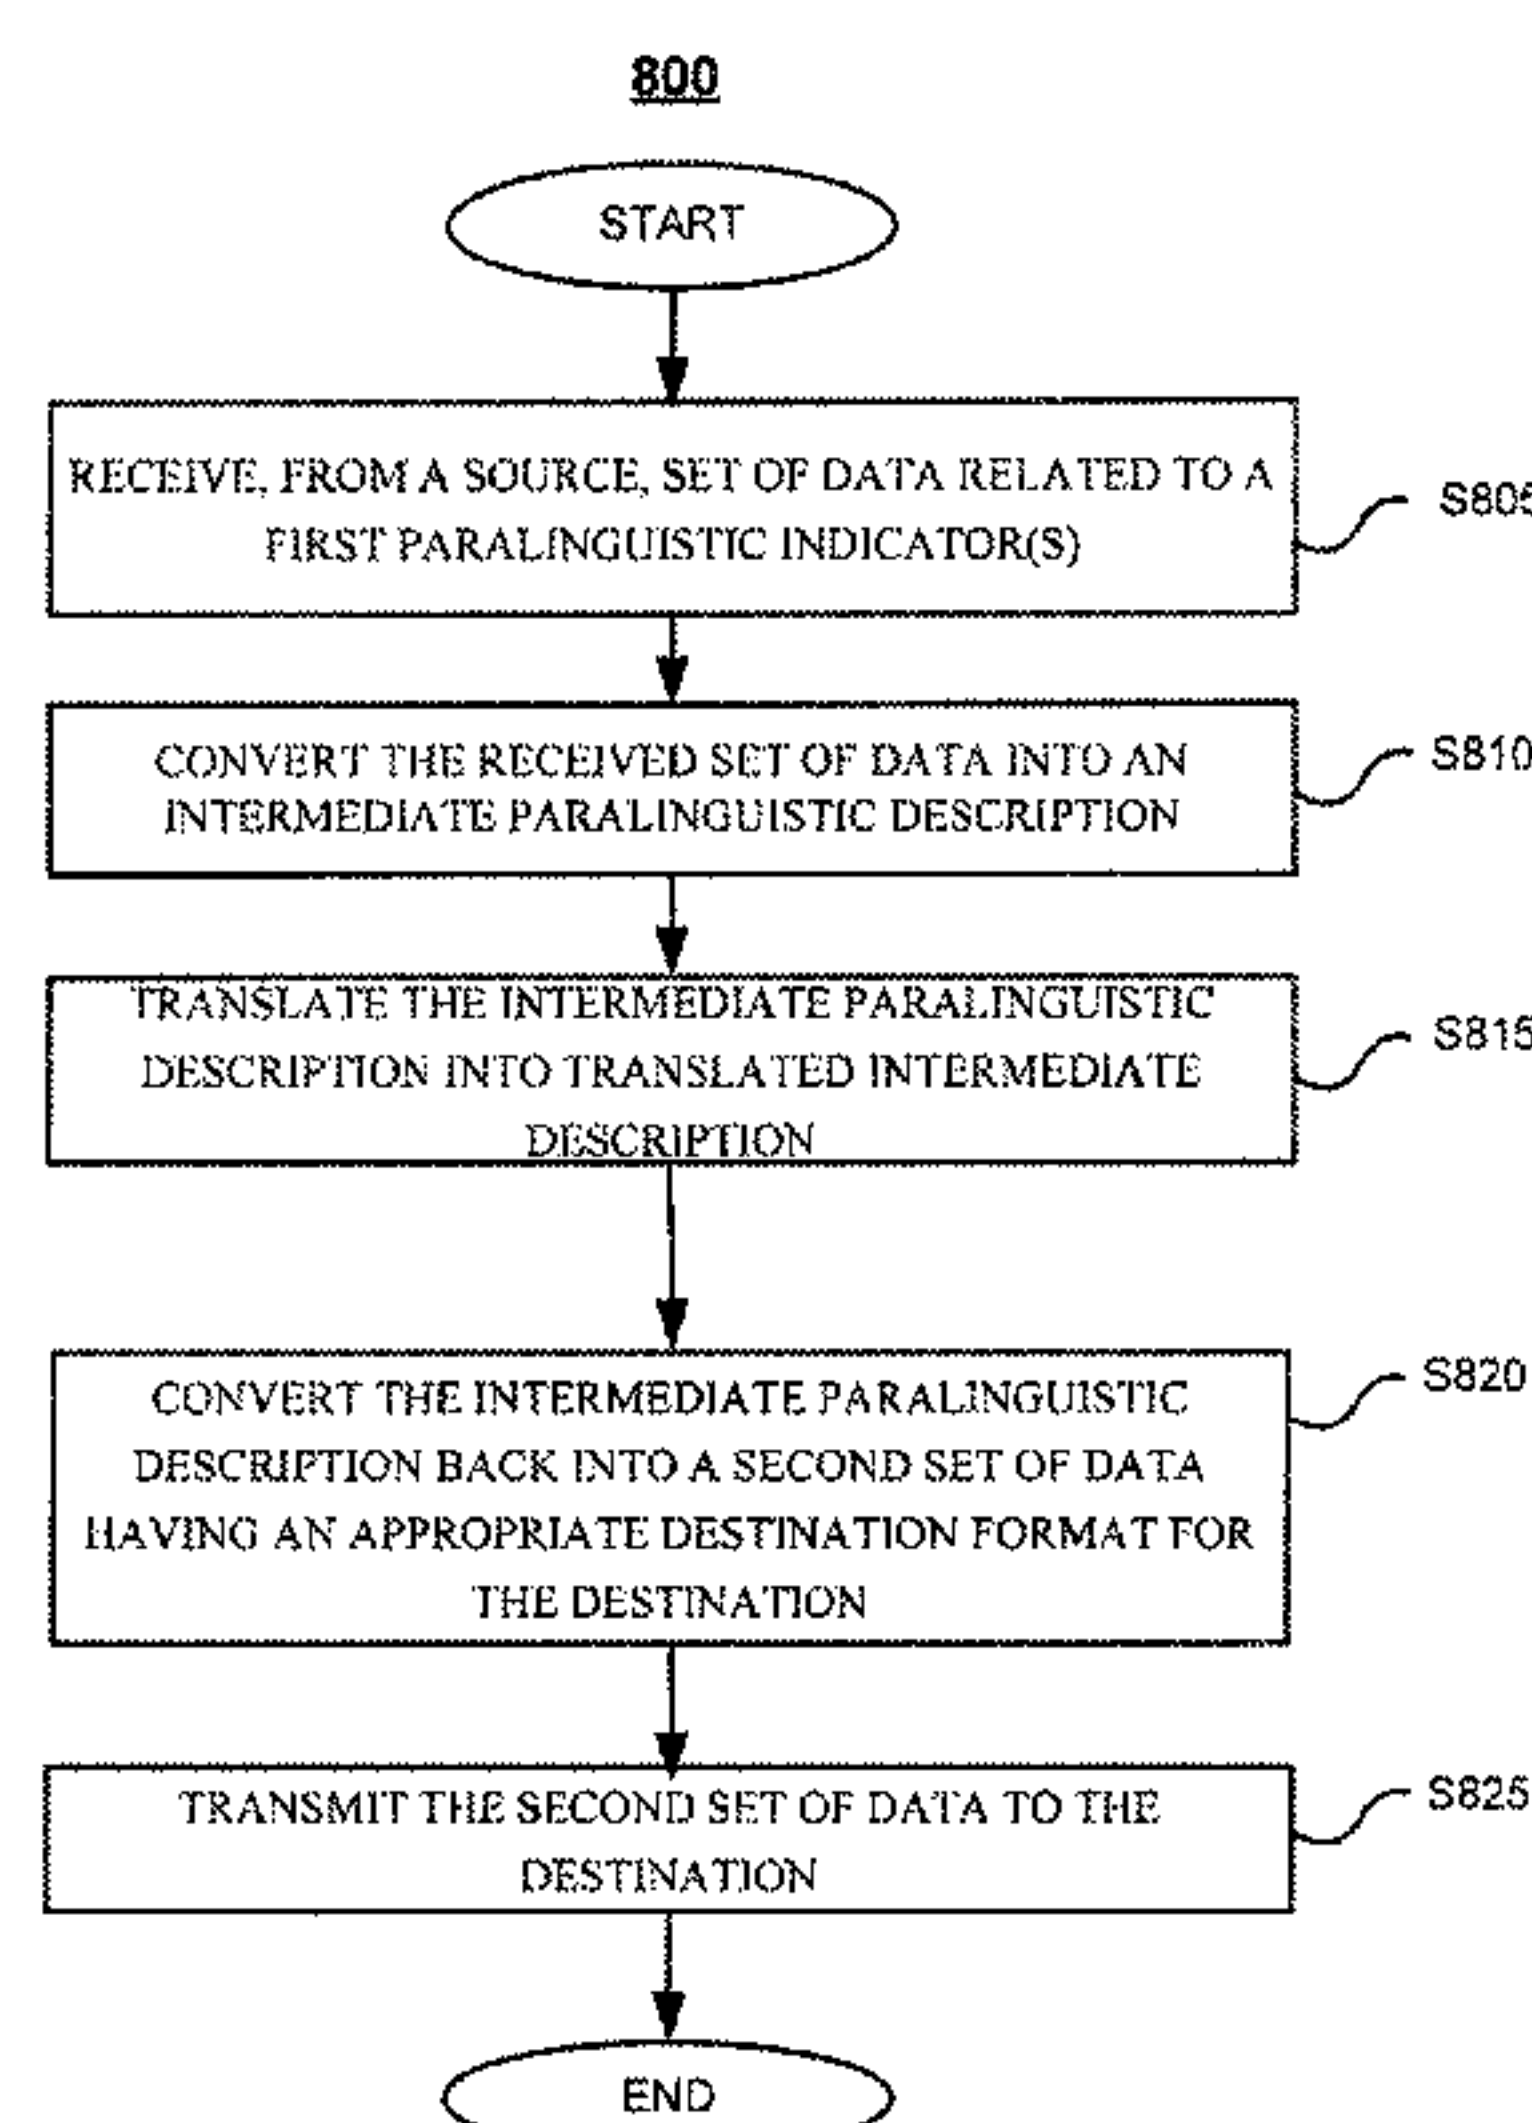 800
START
RECEIVE, FROM A SOURCE, SET OF DATA RELATED TO A
FIRST PARALINGUISTIC INDICATOR(S)
S805
CONVERT THE RECEIVED SET OF DATA INTO AN
INTERMEDIATE PARALINGUISTIC DESCRIPTION
S810
TRANSLATE THE INTERMEDIATE PARALINGUISTIC
DESCRIPTION INTO TRANSLATED INTERMEDIATE
DESCRIPTION
S815
CONVERT THE INTERMEDIATE PARALINGUISTIC
DESCRIPTION BACK INTO A SECOND SET OF DATA
HAVING AN APPROPRIATE DESTINATION FORMAT FOR
THE DESTINATION
S820
TRANSMIT THE SECOND SET OF DATA TO THE
DESTINATION
S825
END